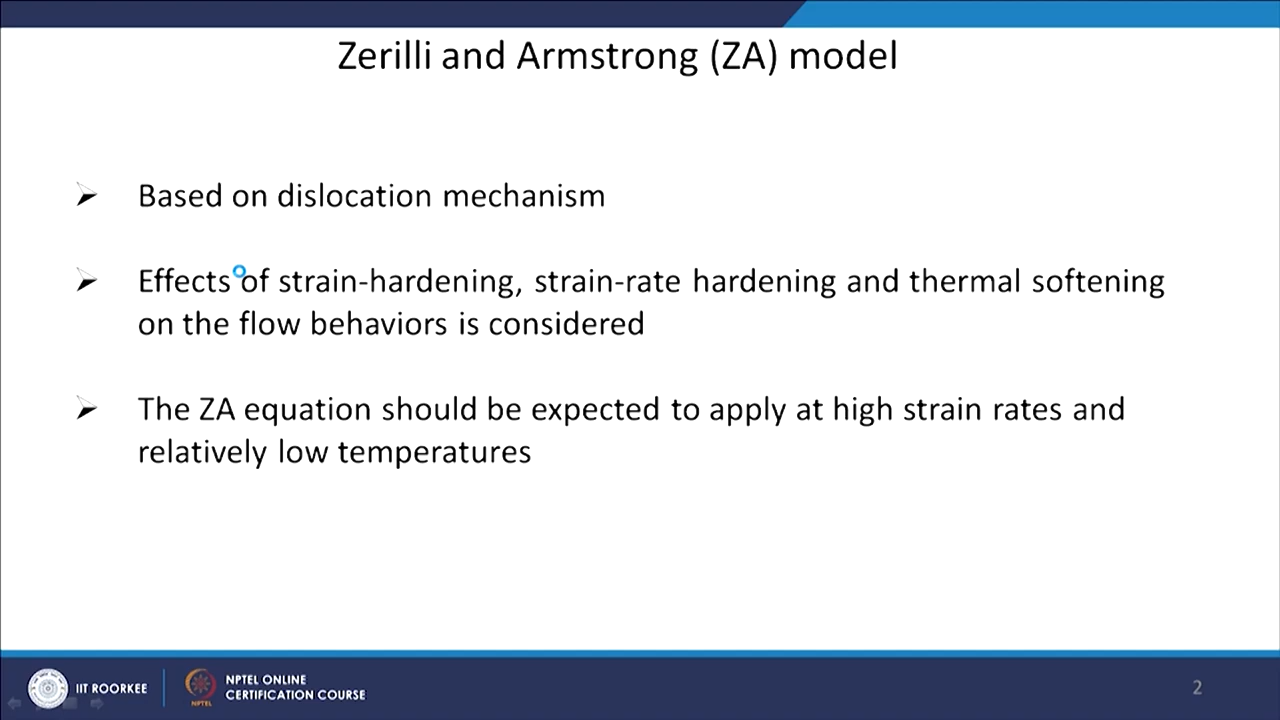 Zerilli and Armstrong (ZA) model
Based on dislocation mechanism
Effects of strain-hardening, strain-rate hardening and thermal softening
on the flow behaviors is considered
The ZA equation should be expected to apply at high strain rates and
relatively low temperatures
IIT ROORKEE
NPTEL
NPTEL ONLINE
CERTIFICATION COURSE
2